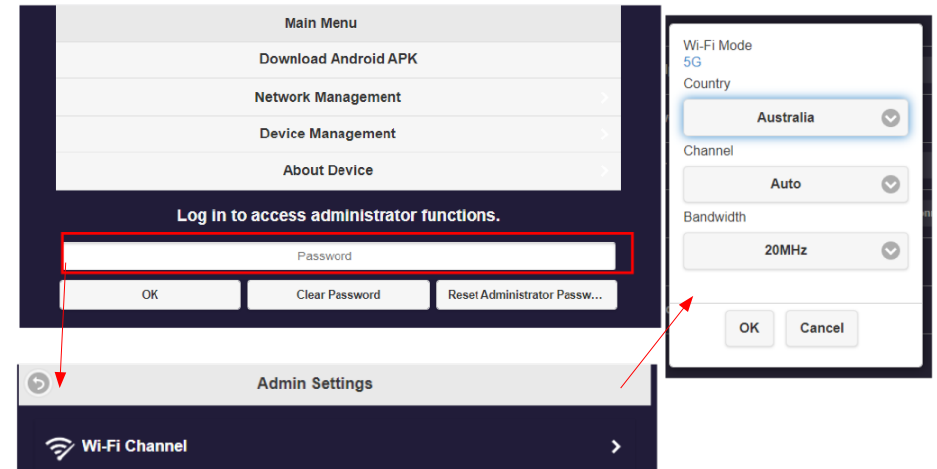 Main Menu
Download Android APK
Network Management
Device Management
About Device
Log in to access administrator functions.
Password
OK
Clear Password
Reset Administrator Passw...
Admin Settings
Wi-Fi Channel
Wi-Fi Mode
5G
Country
Australia
Channel
Auto
Bandwidth
20MHz
OK
Cancel